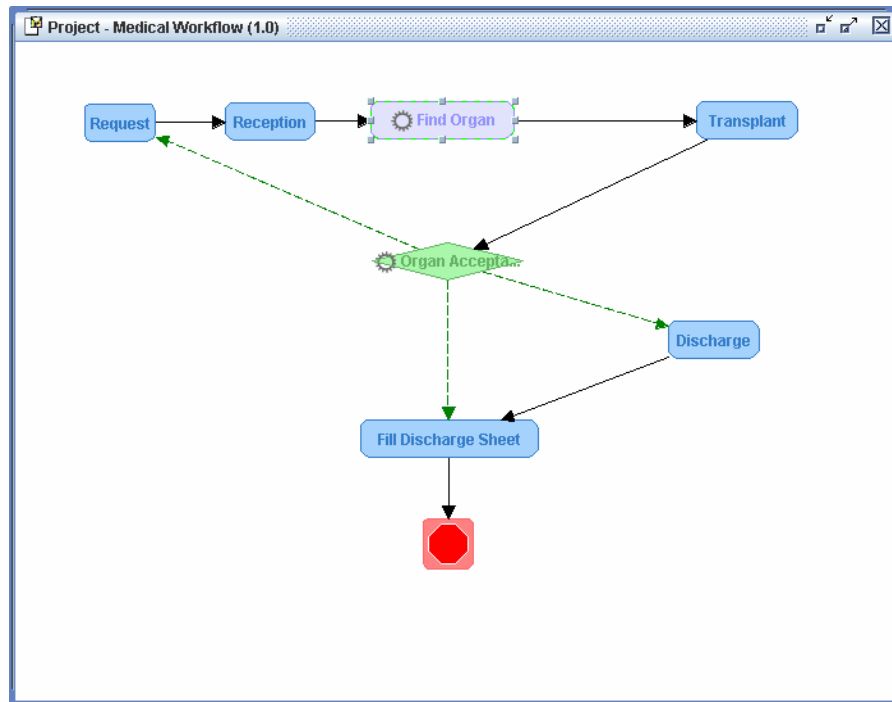 Project - Medical Workflow (1.0)
Request
Reception
Find Organ
Transplant
Organ Accepta...
Discharge
Fill Discharge Sheet